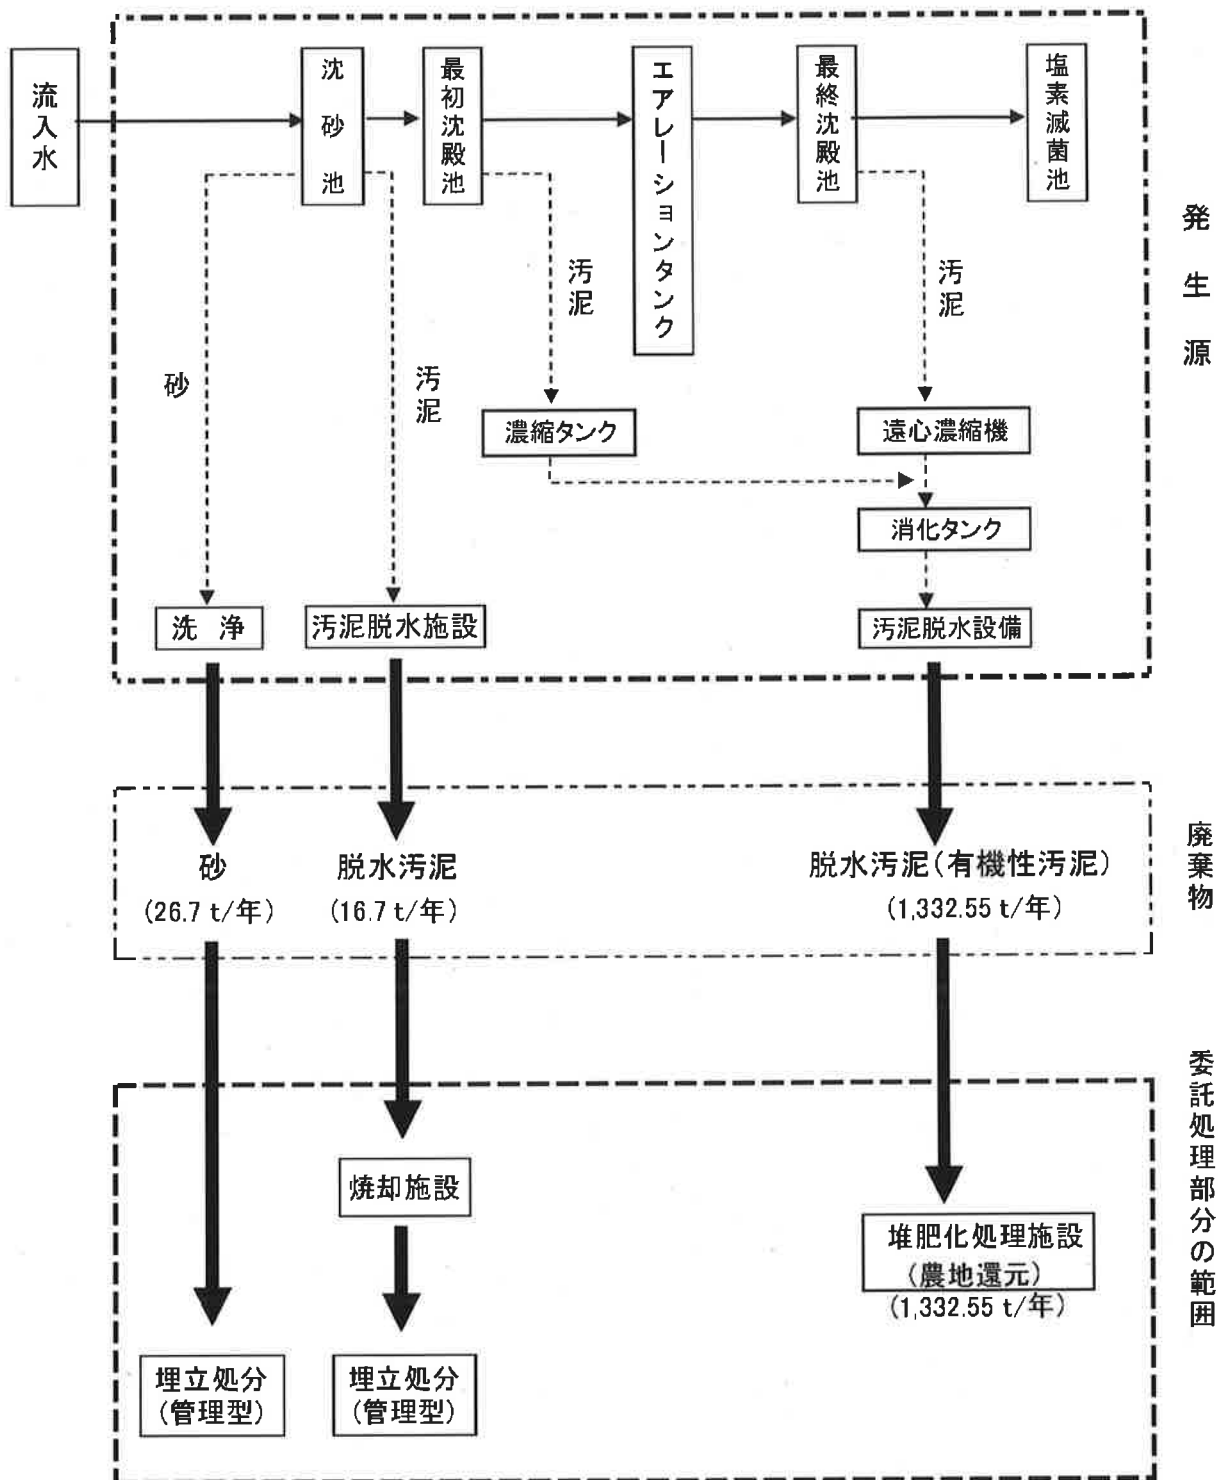 流入水
沈砂池
最初沈殿池
エアレーションタンク
最終沈殿池
塩素滅菌池
発生源
砂
汚泥
汚泥
汚泥
濃縮タンク
遠心濃縮機
消化タンク
洗 浄
汚泥脱水施設
汚泥脱水設備
廃棄物
砂
(26.7 t/年)
脱水汚泥
(16.7 t/年)
脱水汚泥(有機性汚泥)
(1,332.55 t/年)
委託処理部分の範囲
焼却施設
堆肥化処理施設
(農地還元)
(1,332.55 t/年)
埋立処分
(管理型)
埋立処分
(管理型)